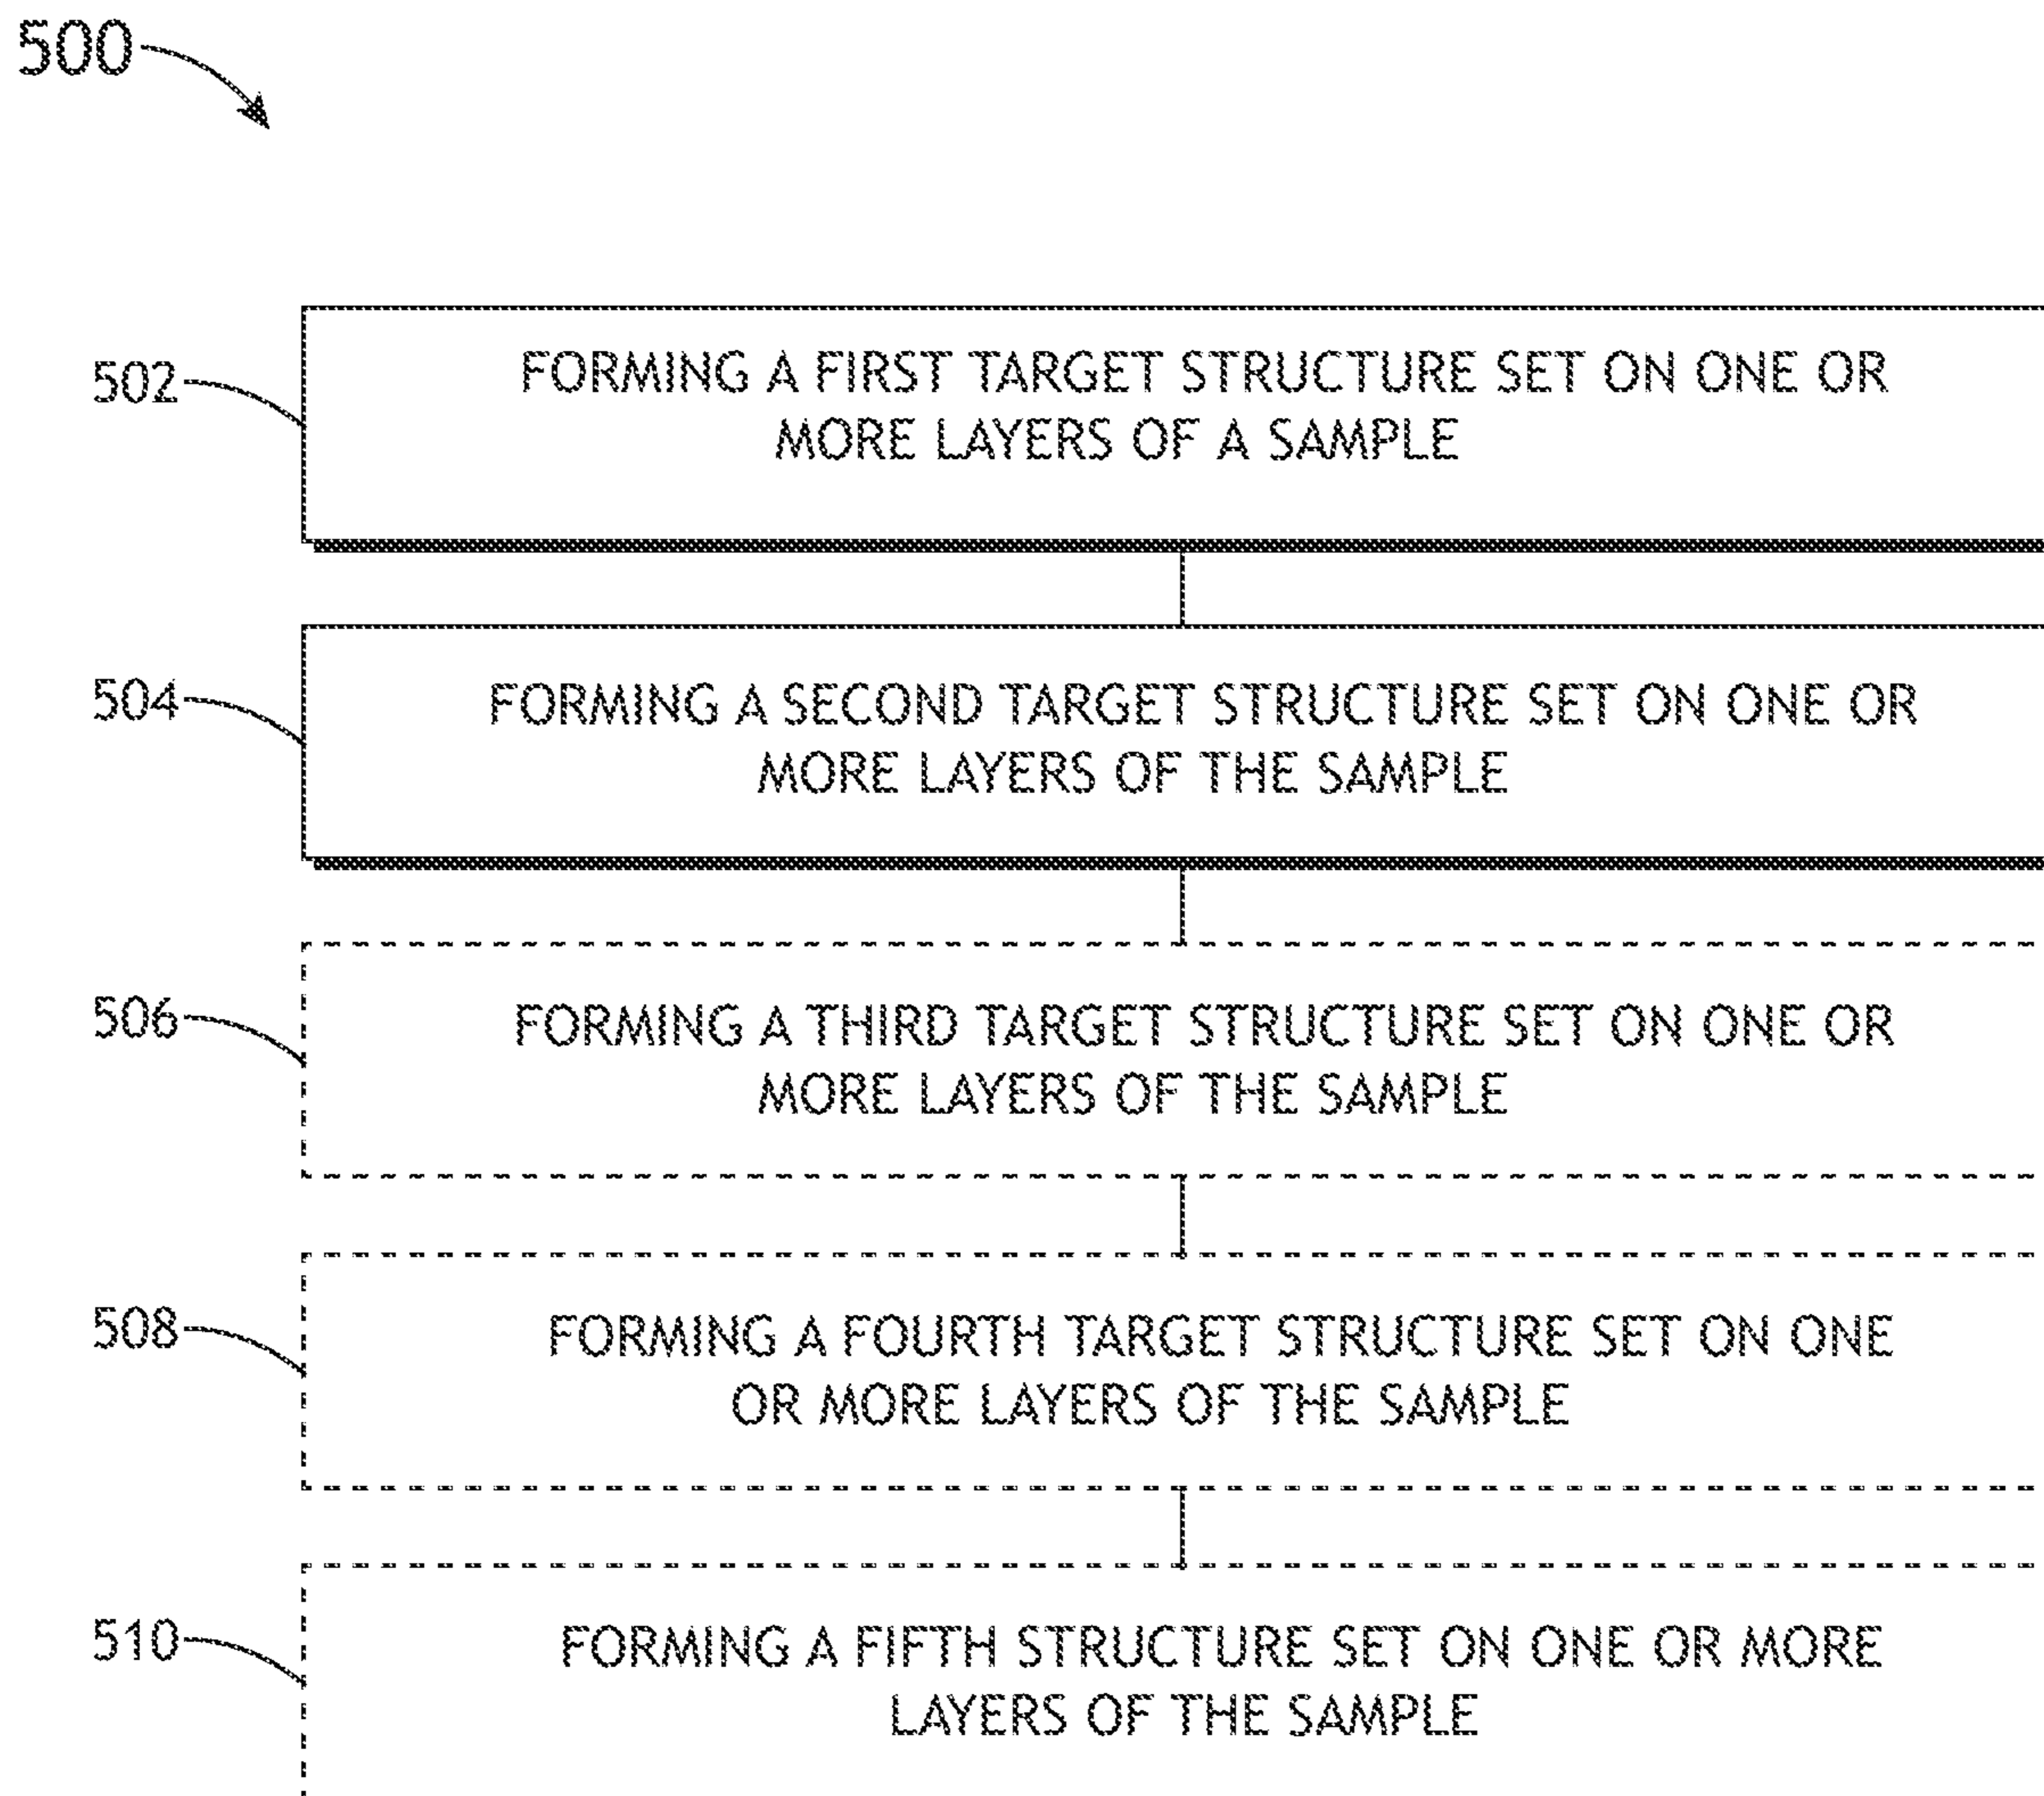 500
502
FORMING A FIRST TARGET STRUCTURE SET ON ONE OR
MORE LAYERS OF A SAMPLE
504
FORMING A SECOND TARGET STRUCTURE SET ON ONE OR
MORE LAYERS OF THE SAMPLE
506
FORMING A THIRD TARGET STRUCTURE SET ON ONE OR
MORE LAYERS OF THE SAMPLE
508
FORMING A FOURTH TARGET STRUCTURE SET ON ONE
OR MORE LAYERS OF THE SAMPLE
510
FORMING A FIFTH STRUCTURE SET ON ONE OR MORE
LAYERS OF THE SAMPLE